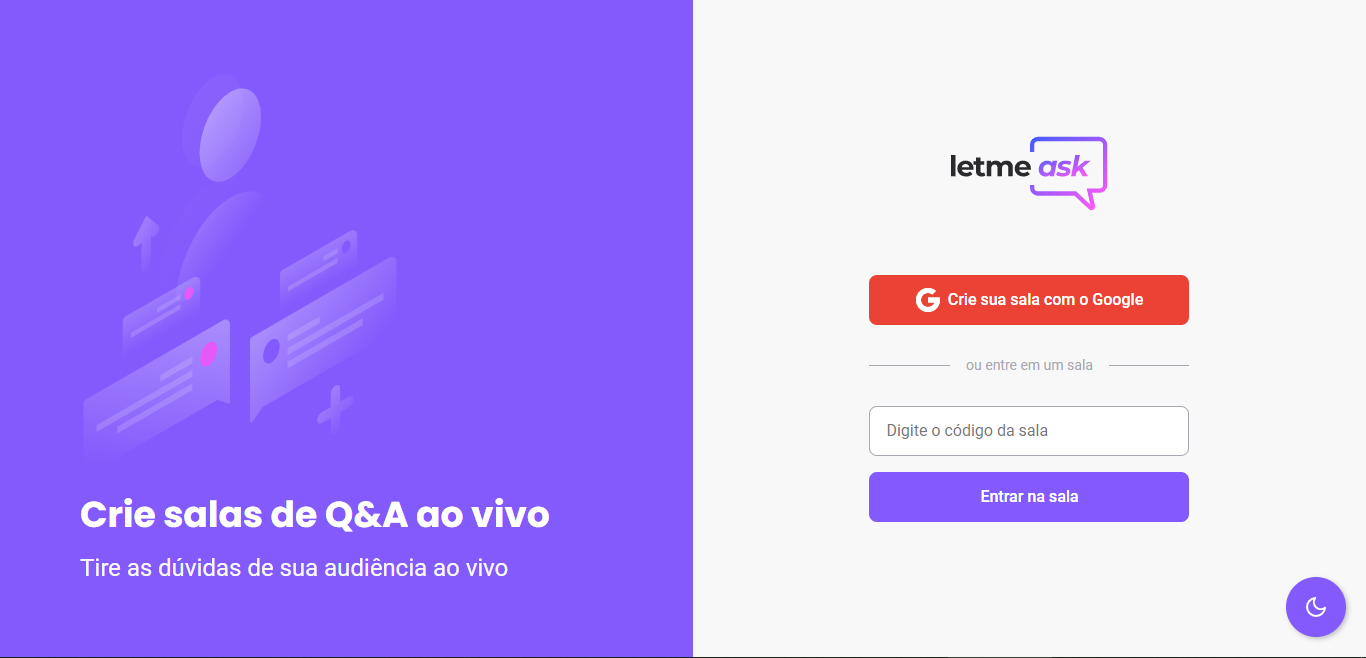 Crie salas de Q&A ao vivo
Tire as dúvidas de sua audiência ao vivo
letme ask
Crie sua sala com o Google
ou entre em um sala
Digite o código da sala
Entrar na sala